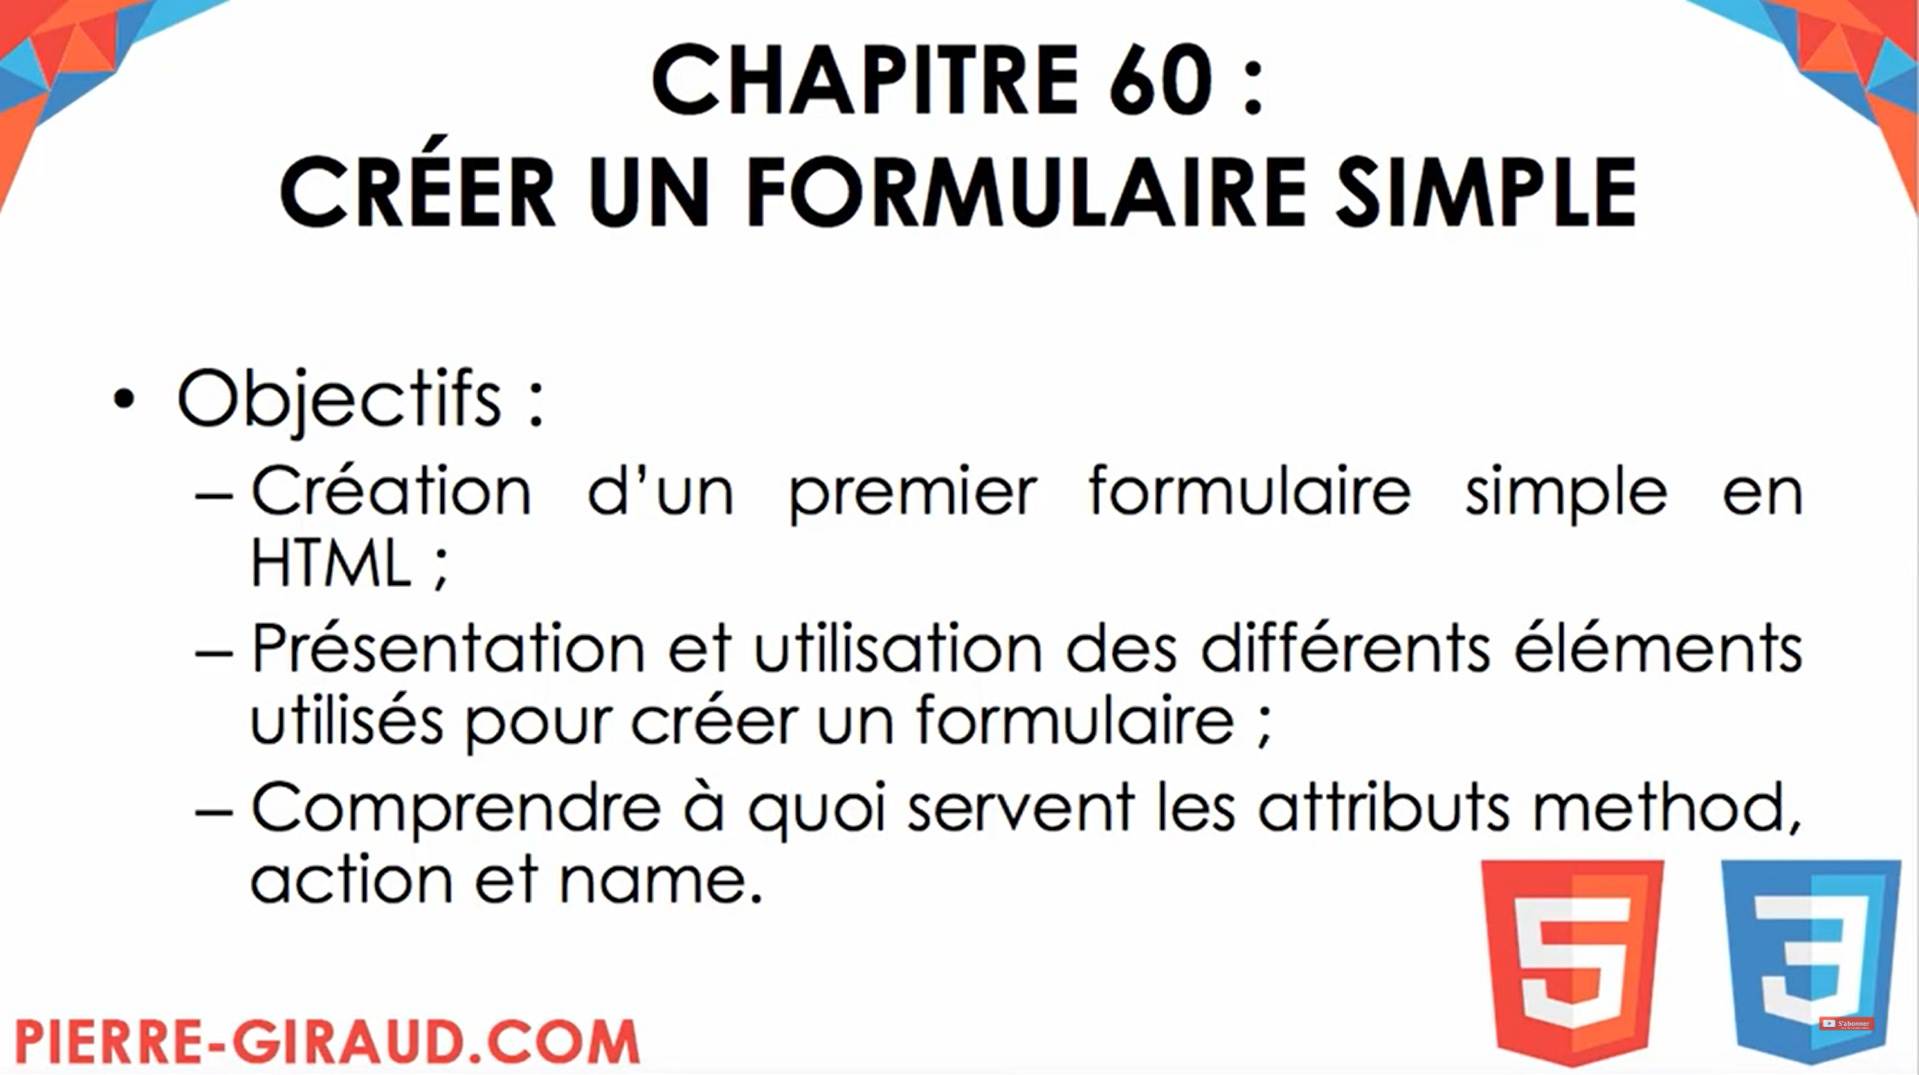 CHAPITRE 60 :
CRÉER UN FORMULAIRE SIMPLE
• Objectifs :
– Création d’un premier formulaire simple en
HTML ;
– Présentation et utilisation des différents éléments
utilisés pour créer un formulaire ;
– Comprendre à quoi servent les attributs method,
action et name.
5
3
S'abonner
PIERRE-GIRAUD.COM